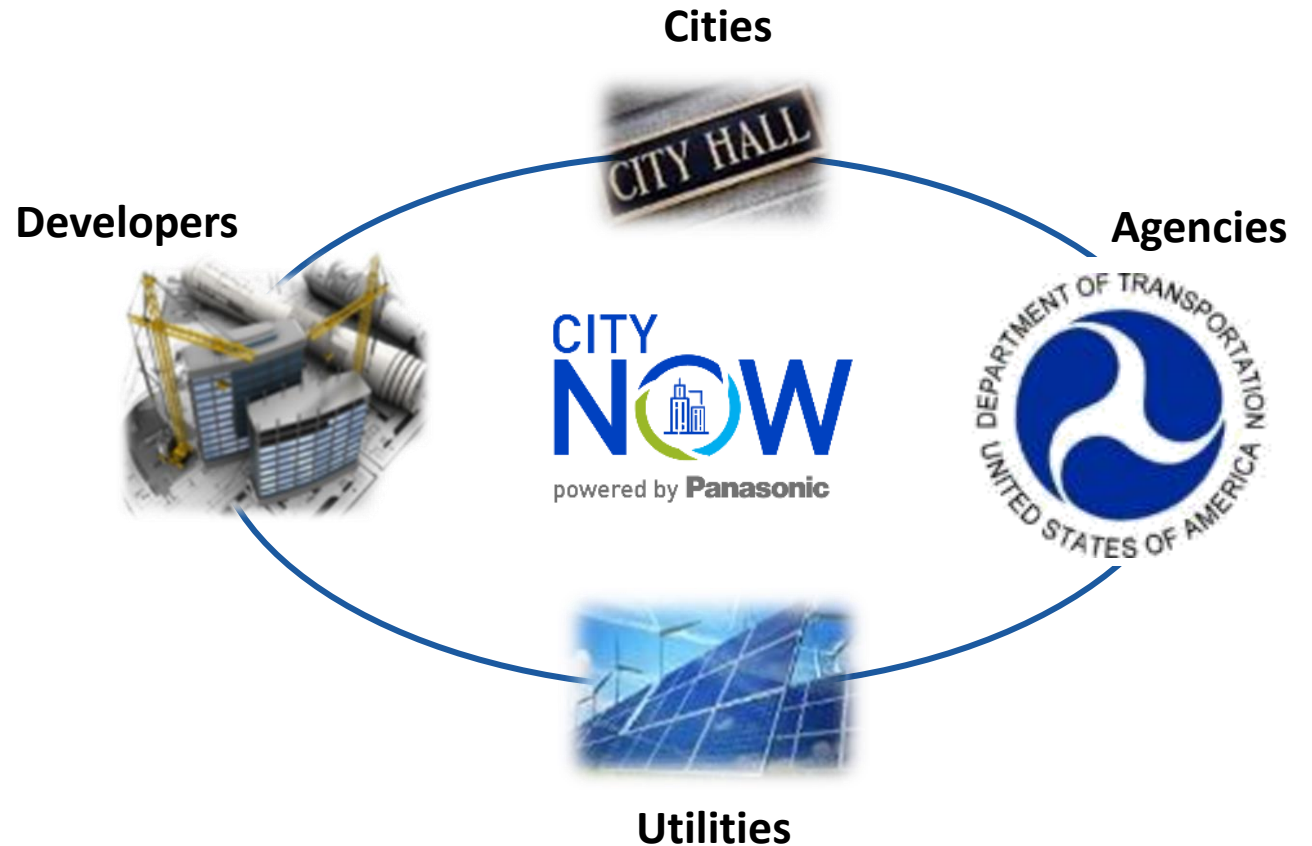 Cities
CITY HALL
Developers
Agencies
DEPARTMENT OF TRANSPORTATION
UNITED STATES OF AMERICA
CITY
NOW
powered by Panasonic
Utilities